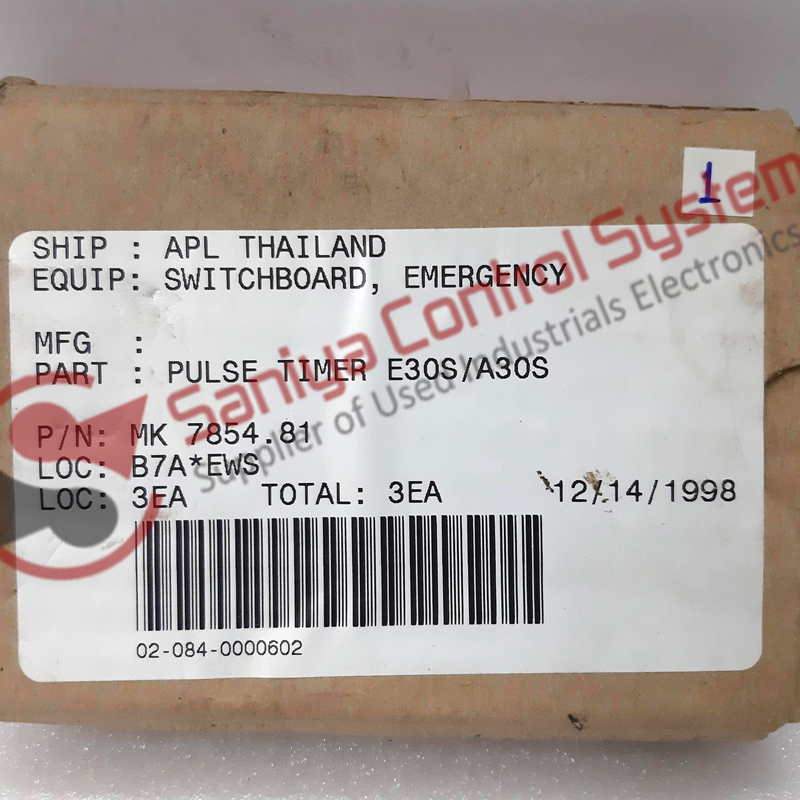 1
SHIP : APL THAILAND
EQUIP: SWITCHBOARD, EMERGENCY
MFG :
PART : PULSE TIMER E30S/A30S
P/N: MK 7854.81
LOC: B7A*EWS
LOC: 3EA TOTAL: 3EA 12/14/1998
02-084-0000602
Saniya Control System
Supplier of Used Industrials Electronics